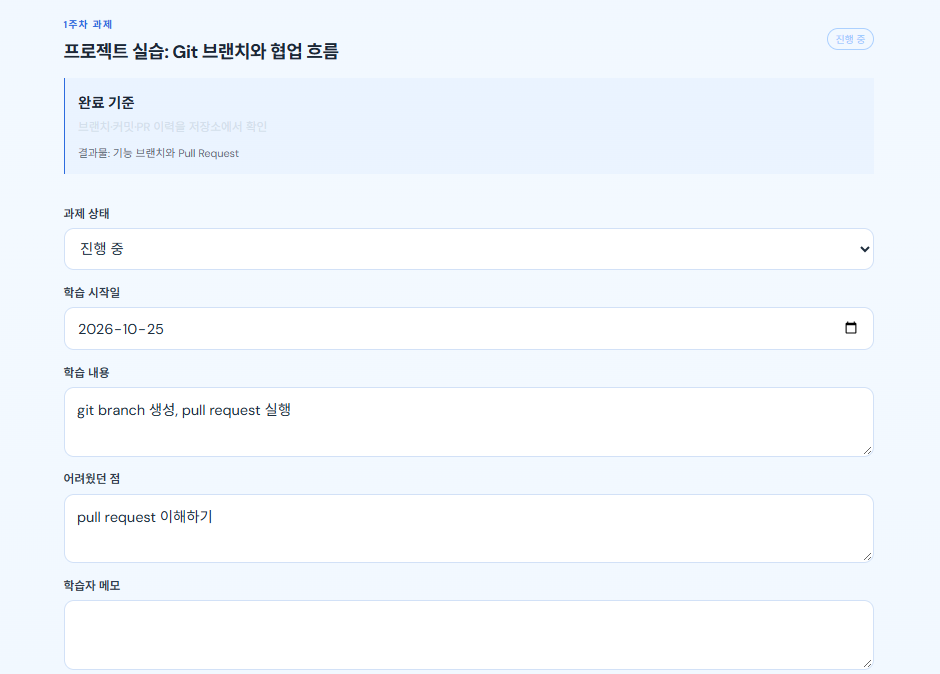 1주차 과제
프로젝트 실습: Git 브랜치와 협업 흐름
진행 중
완료 기준
브랜치·커밋·PR 이력을 저장소에서 확인
결과물: 기능 브랜치와 Pull Request
과제 상태
진행 중
학습 시작일
2026-10-25
학습 내용
git branch 생성, pull request 실행
어려웠던 점
pull request 이해하기
학습자 메모